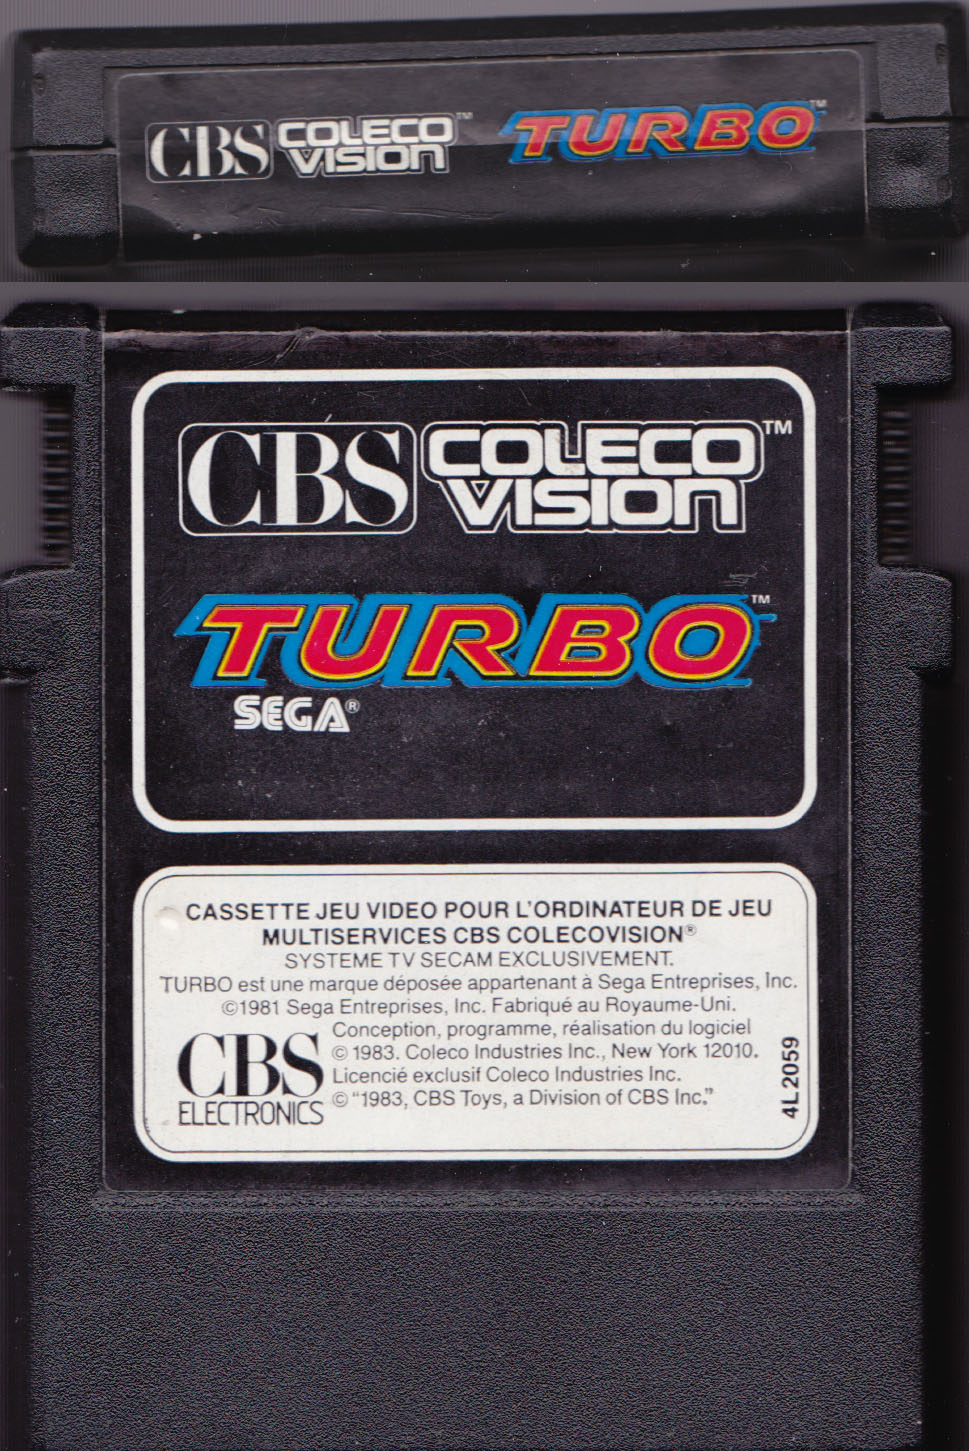 CBS COLECO VISION™ TURBO™
CBS COLECO VISION™
TURBO™
SEGA®
CASSETTE JEU VIDEO POUR L'ORDINATEUR DE JEU
MULTISERVICES CBS COLECOVISION®
SYSTEME TV SECAM EXCLUSIVEMENT.
TURBO est une marque déposée appartenant à Sega Entreprises, Inc.
©1981 Sega Entreprises, Inc. Fabriqué au Royaume-Uni.
Conception, programme, réalisation du logiciel
© 1983. Coleco Industries Inc., New York 12010.
Licencié exclusif Coleco Industries Inc.
© "1983, CBS Toys, a Division of CBS Inc."
CBS
ELECTRONICS
4L2059